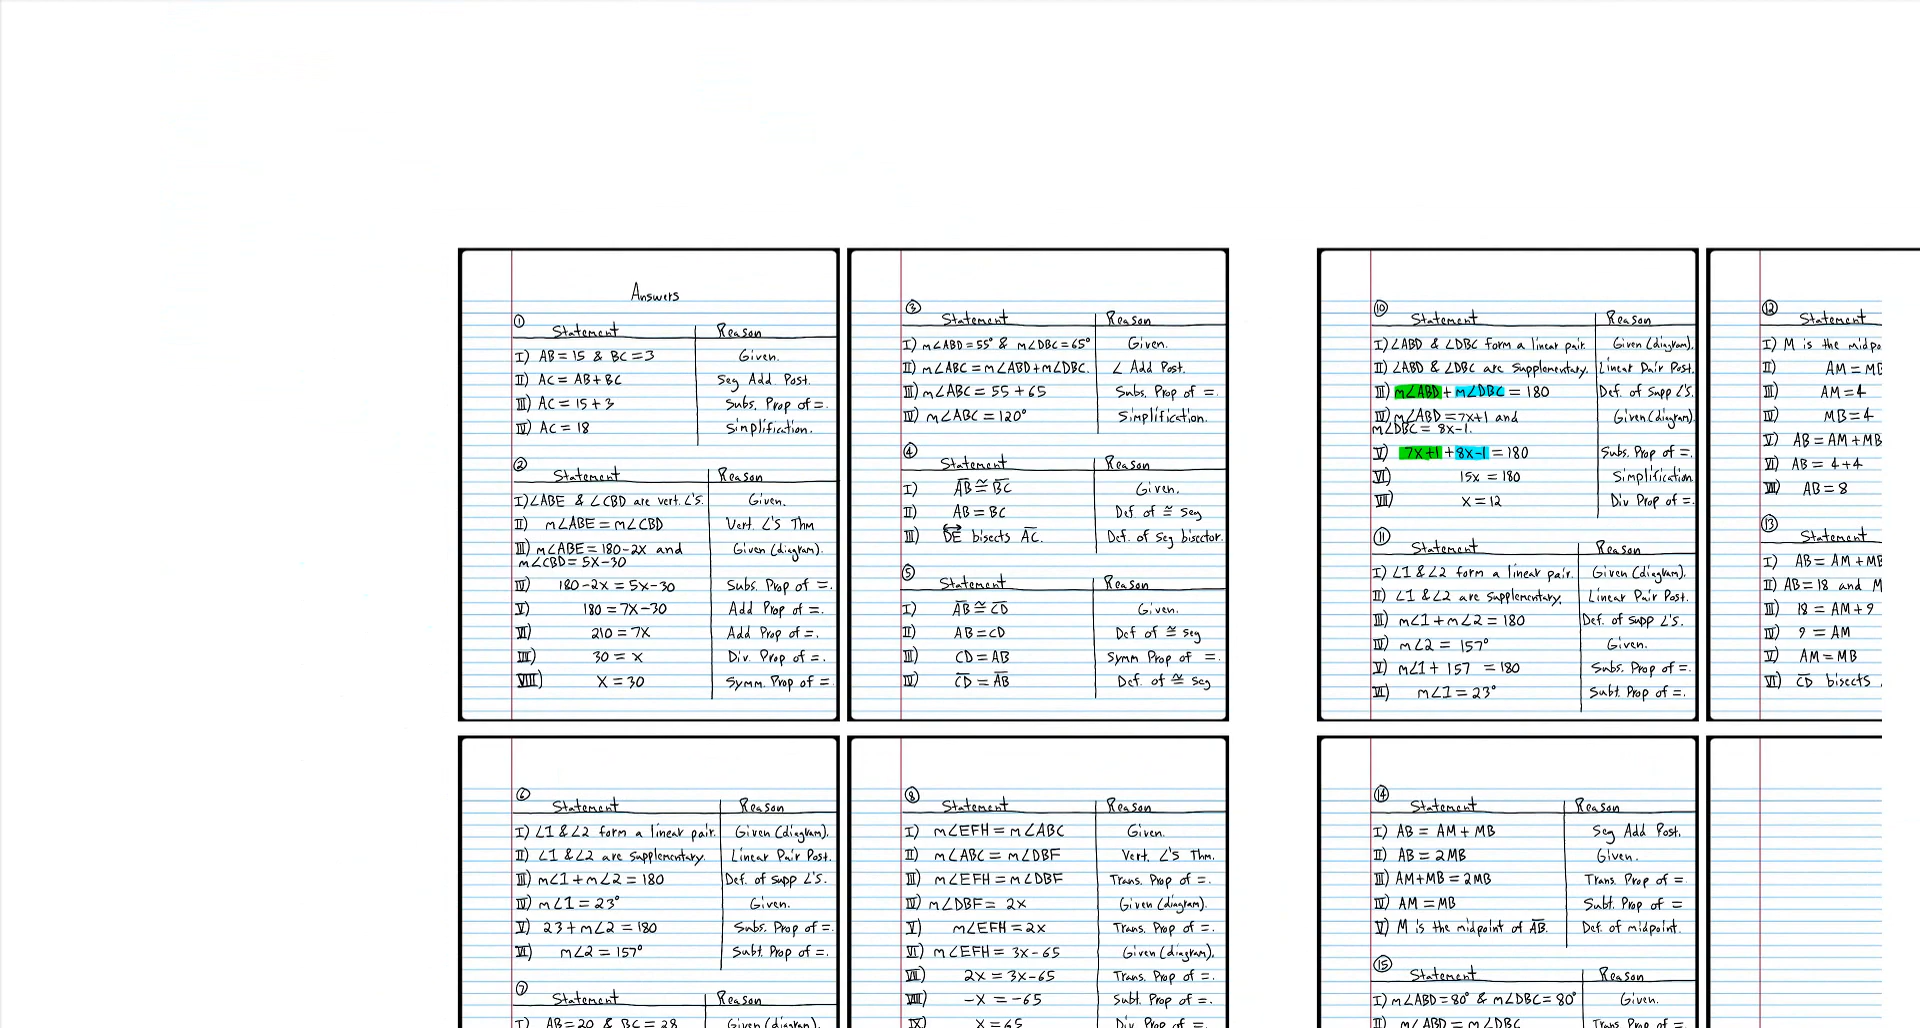 Answers
①
Statement Reason
I) AB = 15 & BC = 3 Given.
II) AC = AB + BC Seg Add Post.
III) AC = 15 + 3 Subs. Prop of =.
IV) AC = 18 Simplification.
②
Statement Reason
I) ∠ABE & ∠CBD are vert. ∠'s. Given.
II) m∠ABE = m∠CBD Vert. ∠'s Thm
III) m∠ABE = 180 - 2x and Given (diagram).
m∠CBD = 5x - 30
IV) 180 - 2x = 5x - 30 Subs. Prop of =.
V) 180 = 7x - 30 Add Prop of =.
VI) 210 = 7x Add Prop of =.
VII) 30 = x Div. Prop of =.
VIII) x = 30 Symm. Prop of =
③
Statement Reason
I) m∠ABD = 55° & m∠DBC = 65° Given.
II) m∠ABC = m∠ABD + m∠DBC. ∠ Add Post.
III) m∠ABC = 55 + 65 Subs. Prop of =.
IV) m∠ABC = 120° Simplification.
④
Statement Reason
I) AB ≅ BC Given.
II) AB = BC Def of ≅ seg
III) DE bisects AC. Def. of seg bisector.
⑤
Statement Reason
I) AB ≅ CD Given.
II) AB = CD Def of ≅ seg
III) CD = AB Symm Prop of =.
IV) CD = AB Def. of ≅ seg
⑥
Statement Reason
I) ∠1 & ∠2 form a linear pair. Given (diagram).
II) ∠1 & ∠2 are supplementary. Linear Pair Post.
III) m∠1 + m∠2 = 180 Def. of supp ∠'s.
IV) m∠1 = 23° Given.
V) 23 + m∠2 = 180 Subs. Prop of =.
VI) m∠2 = 157° Subt. Prop of =.
⑦
Statement Reason
I) AB = 20 & BC = 28 Given (diagram).
⑧
Statement Reason
I) m∠EFH = m∠ABC Given.
II) m∠ABC = m∠DBF Vert. ∠'s Thm.
III) m∠EFH = m∠DBF Trans. Prop of =.
IV) m∠DBF = 2x Given (diagram).
V) m∠EFH = 2x Trans. Prop of =.
VI) m∠EFH = 3x - 65 Given (diagram).
VII) 2x = 3x - 65 Trans. Prop of =.
VIII) -x = -65 Subt. Prop of =.
IX) x = 65 Div Prop of =.
⑩
Statement Reason
I) ∠ABD & ∠DBC form a linear pair. Given (diagram).
II) ∠ABD & ∠DBC are supplementary. Linear Pair Post.
III) m∠ABD + m∠DBC = 180 Def. of supp ∠'s.
IV) m∠ABD = 7x+1 and Given (diagram)
m∠DBC = 8x-1.
V) 7x+1 + 8x-1 = 180 Subs. Prop of =.
VI) 15x = 180 Simplification
VII) x = 12 Div Prop of =.
⑪
Statement Reason
I) ∠1 & ∠2 form a linear pair. Given (diagram).
II) ∠1 & ∠2 are supplementary. Linear Pair Post.
III) m∠1 + m∠2 = 180 Def. of supp ∠'s.
IV) m∠2 = 157° Given.
V) m∠1 + 157 = 180 Subs. Prop of =.
VI) m∠1 = 23° Subt. Prop of =.
⑫
Statement
I) M is the midpo
II) AM = MB
III) AM = 4
IV) MB = 4
V) AB = AM + MB
VI) AB = 4 + 4
VII) AB = 8
⑬
Statement
I) AB = AM + MB
II) AB = 18 and M
III) 18 = AM + 9
IV) 9 = AM
V) AM = MB
VI) CD bisects
⑭
Statement Reason
I) AB = AM + MB Seg Add Post.
II) AB = 2MB Given.
III) AM + MB = 2MB Trans. Prop of =
IV) AM = MB Subt. Prop of =
V) M is the midpoint of AB. Def. of midpoint.
⑮
Statement Reason
I) m∠ABD = 80° & m∠DBC = 80° Given.
II) m∠ABD = m∠DBC Trans Prop of =.